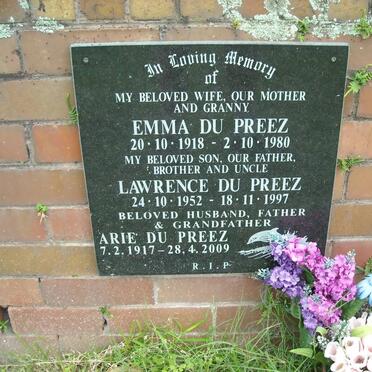 In Loving Memory
of
MY BELOVED WIFE, OUR MOTHER
AND GRANNY
EMMA DU PREEZ
20 · 10 · 1918 - 2 · 10 · 1980
MY BELOVED SON, OUR FATHER,
BROTHER AND UNCLE
LAWRENCE DU PREEZ
24 · 10 · 1952 - 18 · 11 · 1997
BELOVED HUSBAND, FATHER
& GRANDFATHER
ARIE DU PREEZ
7.2.1917 - 28.4.2009
R.I.P